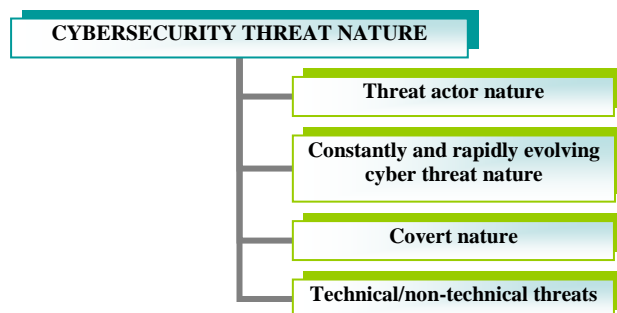 CYBERSECURITY THREAT NATURE
Threat actor nature
Constantly and rapidly evolving
cyber threat nature
Covert nature
Technical/non-technical threats